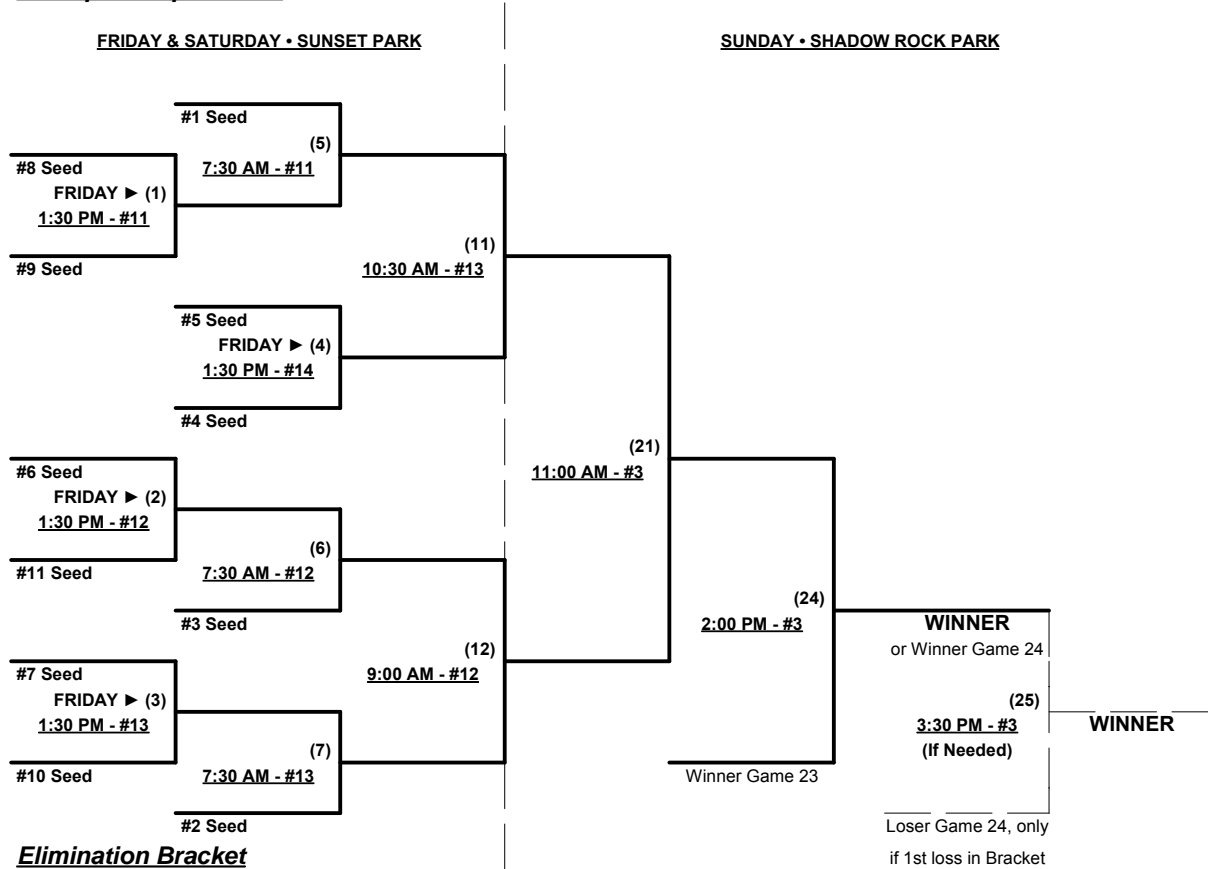 FRIDAY & SATURDAY • SUNSET PARK
SUNDAY • SHADOW ROCK PARK
#1 Seed
(5)
7:30 AM - #11
#8 Seed
FRIDAY ► (1)
1:30 PM - #11
#9 Seed
(11)
10:30 AM - #13
#5 Seed
FRIDAY ► (4)
1:30 PM - #14
#4 Seed
(21)
11:00 AM - #3
#6 Seed
FRIDAY ► (2)
1:30 PM - #12
#11 Seed
(6)
7:30 AM - #12
#3 Seed
(24)
2:00 PM - #3
WINNER
or Winner Game 24
(12)
9:00 AM - #12
#7 Seed
FRIDAY ► (3)
1:30 PM - #13
#10 Seed
(25)
3:30 PM - #3
(If Needed)
WINNER
(7)
7:30 AM - #13
Winner Game 23
#2 Seed
Loser Game 24, only
if 1st loss in Bracket
Elimination Bracket